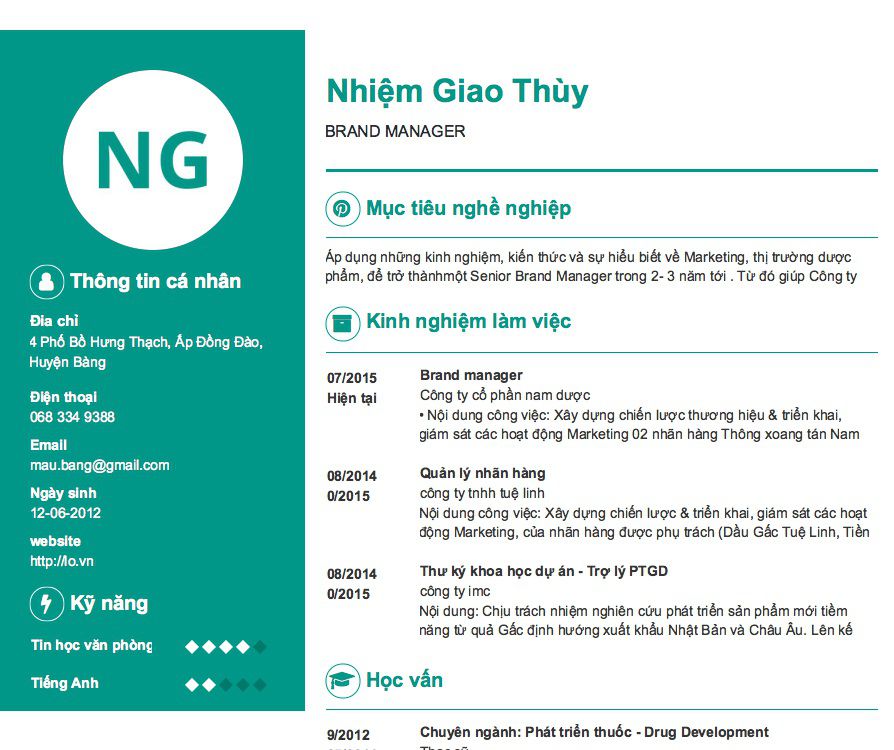 NG
Thông tin cá nhân
Đia chỉ
4 Phố Bồ Hưng Thạch, Ấp Đồng Đào,
Huyện Bàng
Điện thoại
068 334 9388
Email
mau.bang@gmail.com
Ngày sinh
12-06-2012
website
http://lo.vn
Kỹ năng
Tin học văn phòng
Tiếng Anh
Nhiệm Giao Thùy
BRAND MANAGER
Mục tiêu nghề nghiệp
Áp dụng những kinh nghiệm, kiến thức và sự hiểu biết về Marketing, thị trường dược
phẩm, để trở thànhmột Senior Brand Manager trong 2- 3 năm tới . Từ đó giúp Công ty
Kinh nghiệm làm việc
07/2015
Hiện tại
Brand manager
Công ty cổ phần nam dược
• Nội dung công việc: Xây dựng chiến lược thương hiệu & triển khai,
giám sát các hoạt động Marketing 02 nhãn hàng Thông xoang tán Nam
08/2014
0/2015
Quản lý nhãn hàng
công ty tnhh tuệ linh
Nội dung công việc: Xây dựng chiến lược & triển khai, giám sát các hoạt
động Marketing, của nhãn hàng được phụ trách (Dầu Gấc Tuệ Linh, Tiền
08/2014
0/2015
Thư ký khoa học dự án - Trợ lý PTGD
công ty imc
Nội dung: Chịu trách nhiệm nghiên cứu phát triển sản phẩm mới tiềm
năng từ quả Gấc định hướng xuất khẩu Nhật Bản và Châu Âu. Lên kế
Học vấn
9/2012
Chuyên ngành: Phát triển thuốc - Drug Development